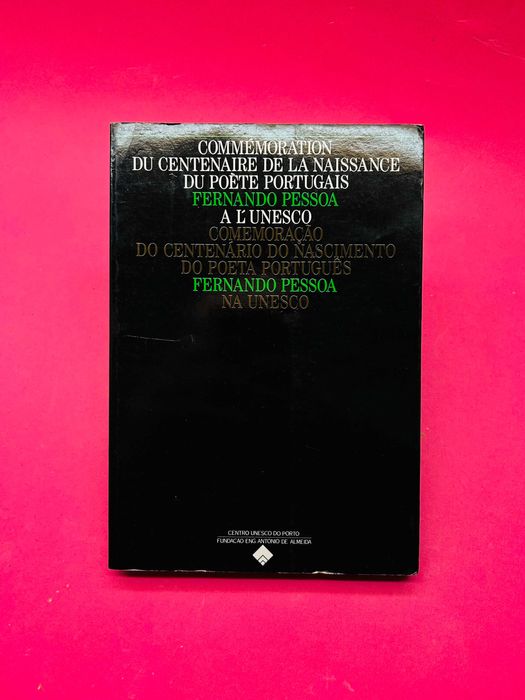 COMMÉMORATION
DU CENTENAIRE DE LA NAISSANCE
DU POÈTE PORTUGAIS
FERNANDO PESSOA
A L'UNESCO
COMEMORAÇÃO
DO CENTENÁRIO DO NASCIMENTO
DO POETA PORTUGUÊS
FERNANDO PESSOA
NA UNESCO
CENTRO UNESCO DO PORTO
FUNDAÇÃO ENG. ANTÓNIO DE ALMEIDA